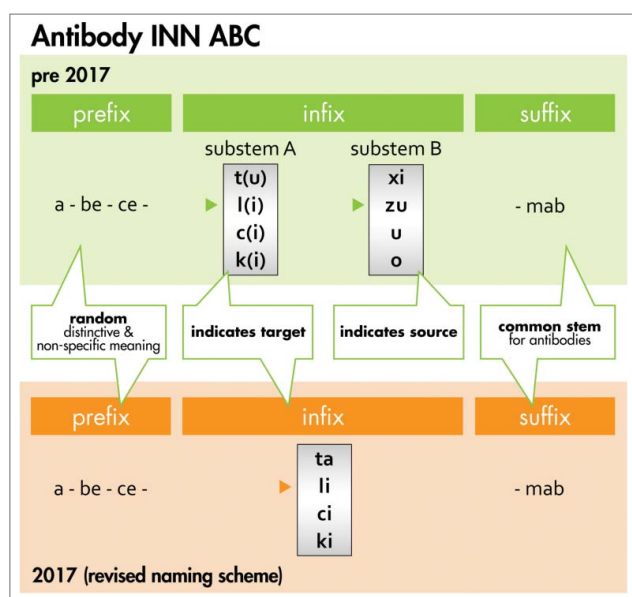 Antibody INN ABC
pre 2017
prefix infix suffix
substem A substem B
t(u) xi
a - be - ce - l(i) zu - mab
c(i) u
k(i) o
random
distinctive &
non-specific meaning
indicates target
indicates source
common stem
for antibodies
prefix infix suffix
ta
a - be - ce - li - mab
ci
ki
2017 (revised naming scheme)